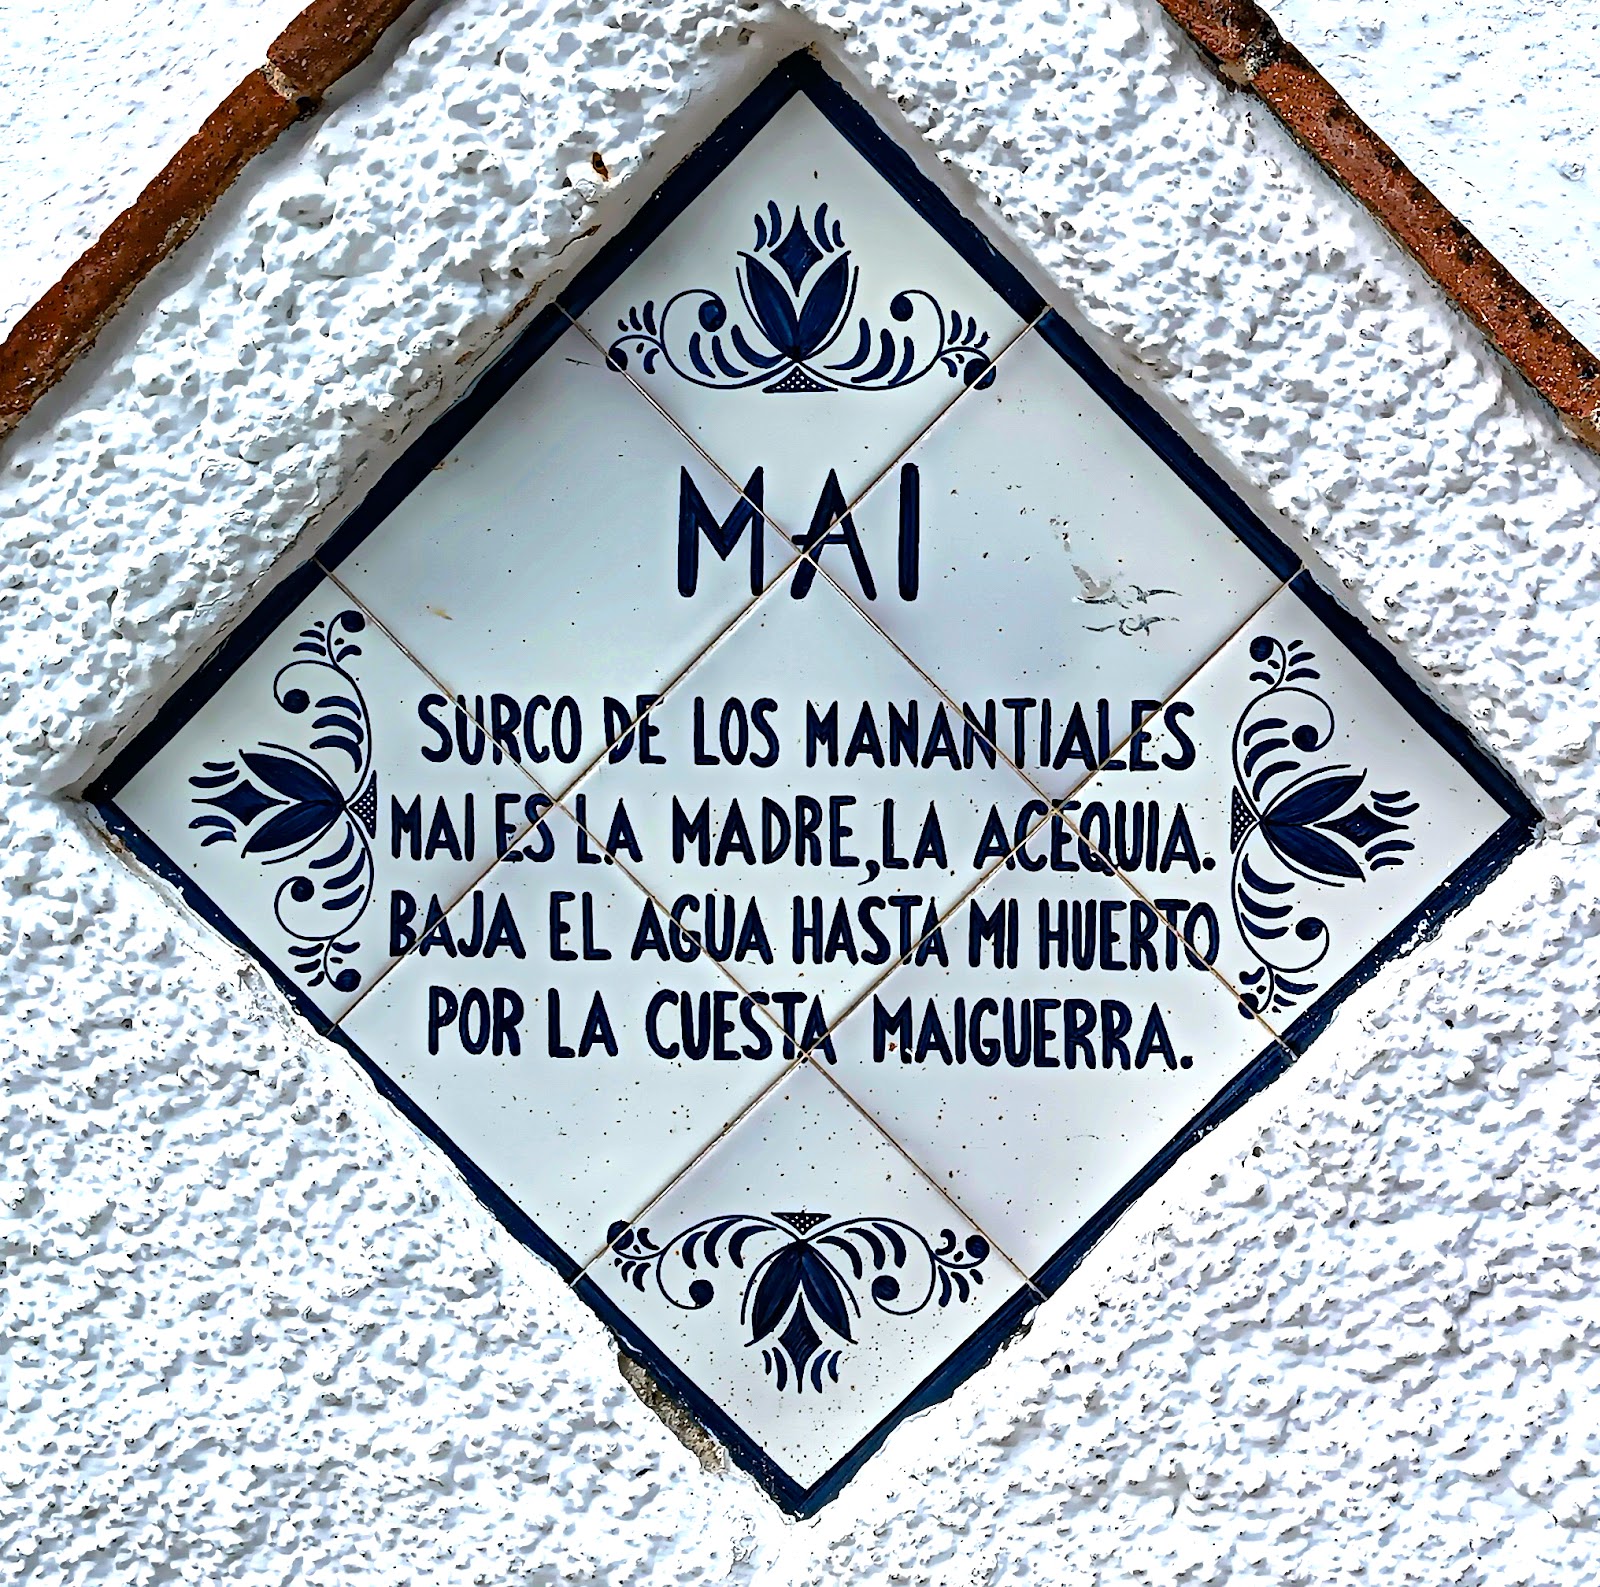 MAI
SURCO DE LOS MANANTIALES
MAI ES LA MADRE, LA ACEQUIA.
BAJA EL AGUA HASTA MI HUERTO
POR LA CUESTA MAIGUERRA.